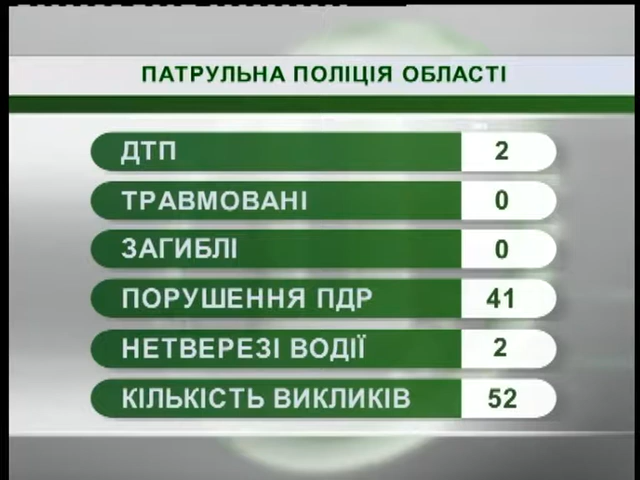 ПАТРУЛЬНА ПОЛІЦІЯ ОБЛАСТІ
ДТП 2
ТРАВМОВАНІ 0
ЗАГИБЛІ 0
ПОРУШЕННЯ ПДР 41
НЕТВЕРЕЗІ ВОДІЇ 2
КІЛЬКІСТЬ ВИКЛИКІВ 52